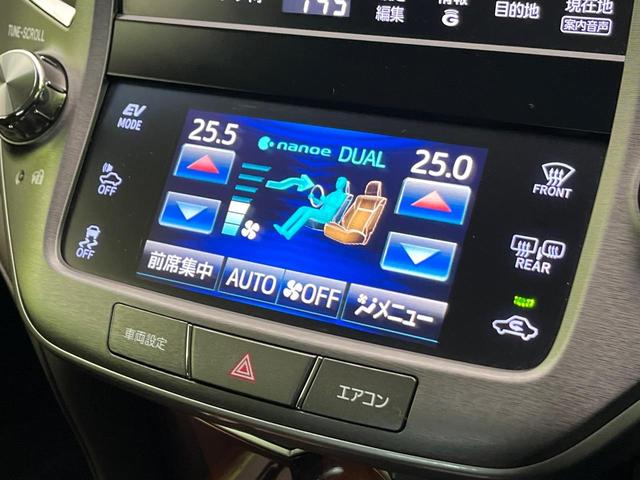 TUNE•SCROLL
編集
情報
G
目的地
現在地
案内音声
EV
MODE
25.5
nanoe DUAL
25.0
FRONT
OFF
REAR
OFF
前席集中
AUTO
OFF
メニュー
車両設定
エアコン